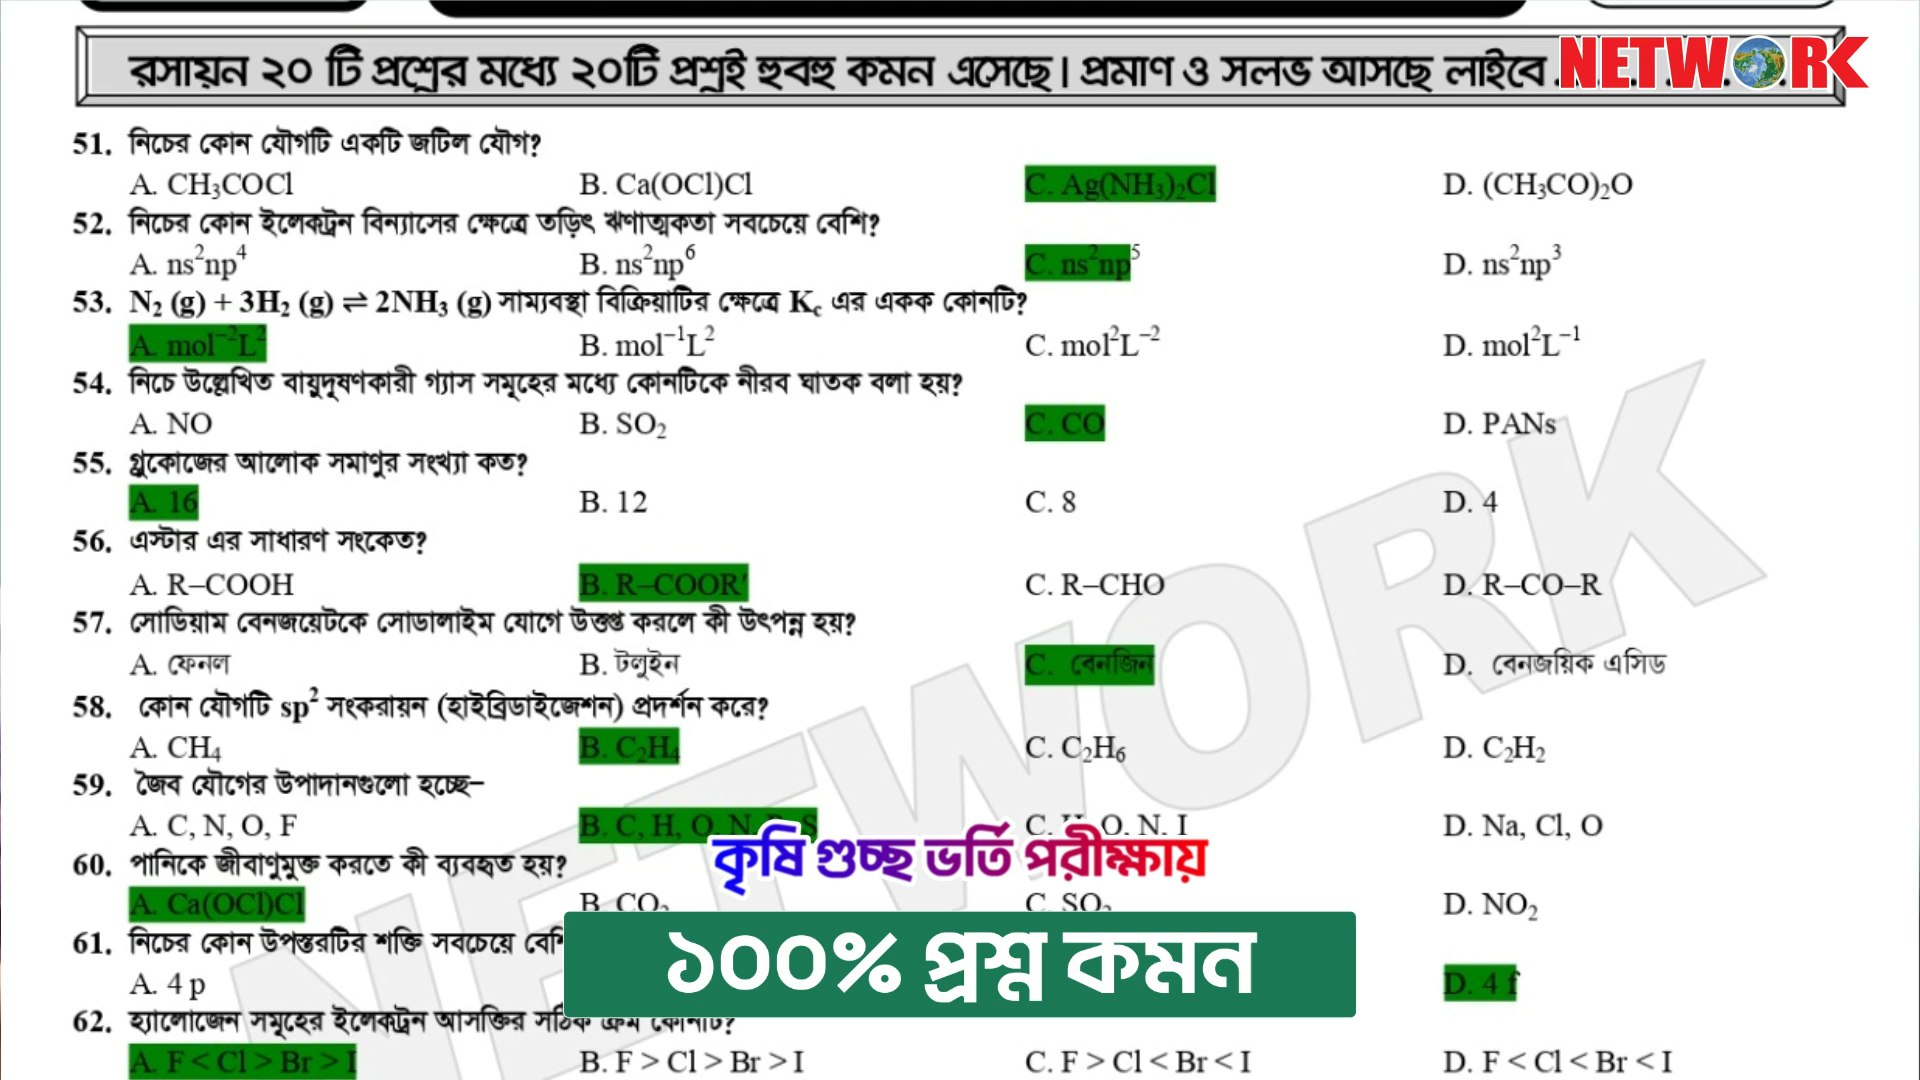 রসায়ন ২০ টি প্রশ্নের মধ্যে ২০টি প্রশ্নই হুবহু কমন এসেছে। প্রমাণ ও সলভ আসছে লাইবে
NETWORK
51. নিচের কোন যৌগটি একটি জটিল যৌগ?
A. CH₃COCl B. Ca(OCl)Cl C. Ag(NH₃)₂Cl D. (CH₃CO)₂O
52. নিচের কোন ইলেকট্রন বিন্যাসের ক্ষেত্রে তড়িৎ ঋণাত্মকতা সবচেয়ে বেশি?
A. ns²np⁴ B. ns²np⁶ C. ns²np⁵ D. ns²np³
53. N₂ (g) + 3H₂ (g) ⇌ 2NH₃ (g) সাম্যবস্থা বিক্রিয়াটির ক্ষেত্রে K꜀ এর একক কোনটি?
A. mol⁻²L² B. mol⁻¹L² C. mol²L⁻² D. mol²L⁻¹
54. নিচে উল্লেখিত বায়ুদূষণকারী গ্যাস সমূহের মধ্যে কোনটিকে নীরব ঘাতক বলা হয়?
A. NO B. SO₂ C. CO D. PANs
55. গ্লুকোজের আলোক সমাণুর সংখ্যা কত?
A. 16 B. 12 C. 8 D. 4
56. এস্টার এর সাধারণ সংকেত?
A. R–COOH B. R–COOR′ C. R–CHO D. R–CO–R
57. সোডিয়াম বেনজয়েটকে সোডালাইম যোগে উত্তপ্ত করলে কী উৎপন্ন হয়?
A. ফেনল B. টলুইন C. বেনজিন D. বেনজয়িক এসিড
58. কোন যৌগটি sp² সংকরায়ন (হাইব্রিডাইজেশন) প্রদর্শন করে?
A. CH₄ B. C₂H₄ C. C₂H₆ D. C₂H₂
59. জৈব যৌগের উপাদানগুলো হচ্ছে–
A. C, N, O, F B. C, H, O, N, P, S C. H, O, N, I D. Na, Cl, O
60. পানিকে জীবাণুমুক্ত করতে কী ব্যবহৃত হয়?
কৃষি গুচ্ছ ভর্তি পরীক্ষায়
A. Ca(OCl)Cl B. CO₂ C. SO₂ D. NO₂
61. নিচের কোন উপস্তরটির শক্তি সবচেয়ে
১০০% প্রশ্ন কমন
A. 4 p D. 4 f
62. হ্যালোজেন সমূহের ইলেকট্রন আসক্তির সঠিক ক্রম কোনটি?
A. F < Cl > Br > I B. F > Cl > Br > I C. F > Cl < Br < I D. F < Cl < Br < I
NETWORK